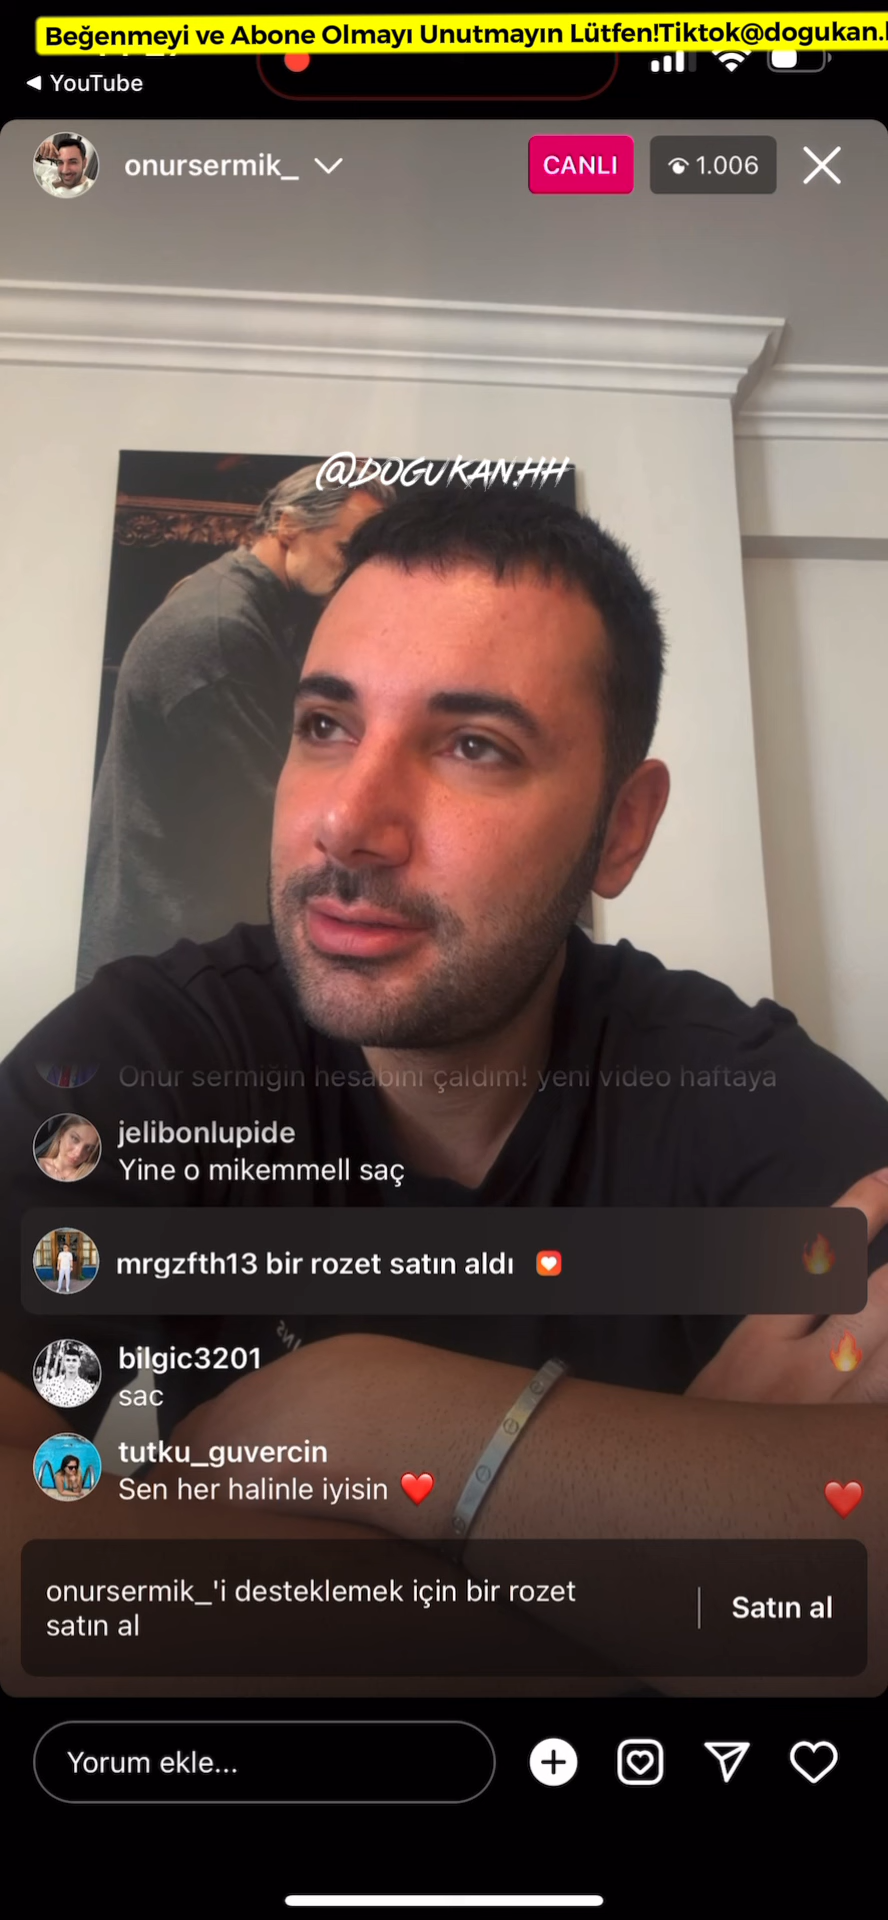 Beğenmeyi ve Abone Olmayı Unutmayın Lütfen!Tiktok@dogukan.
YouTube
onursermik_
CANLI
1.006
@DOGUKAN.HH
Onur sermiğin hesabını çaldım! yeni video haftaya
jelibonlupide
Yine o mikemmell saç
mrgzfth13 bir rozet satın aldı
bilgic3201
sac
tutku_guvercin
Sen her halinle iyisin ❤️
onursermik_'i desteklemek için bir rozet
satın al
Satın al
Yorum ekle...